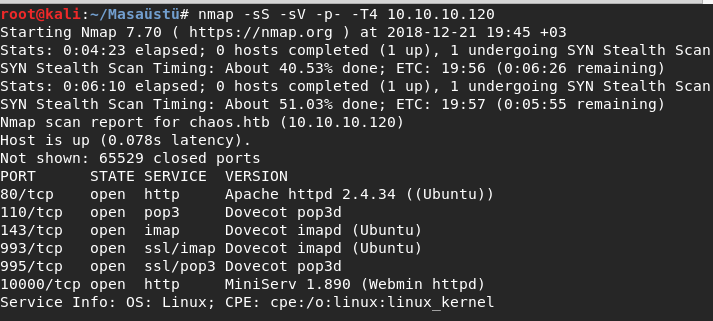 root@kali:~/Masaüstü# nmap -sS -sV -p- -T4 10.10.10.120
Starting Nmap 7.70 ( https://nmap.org ) at 2018-12-21 19:45 +03
Stats: 0:04:23 elapsed; 0 hosts completed (1 up), 1 undergoing SYN Stealth Scan
SYN Stealth Scan Timing: About 40.53% done; ETC: 19:56 (0:06:26 remaining)
Stats: 0:06:10 elapsed; 0 hosts completed (1 up), 1 undergoing SYN Stealth Scan
SYN Stealth Scan Timing: About 51.03% done; ETC: 19:57 (0:05:55 remaining)
Nmap scan report for chaos.htb (10.10.10.120)
Host is up (0.078s latency).
Not shown: 65529 closed ports
PORT      STATE SERVICE  VERSION
80/tcp    open  http     Apache httpd 2.4.34 ((Ubuntu))
110/tcp   open  pop3     Dovecot pop3d
143/tcp   open  imap     Dovecot imapd (Ubuntu)
993/tcp   open  ssl/imap Dovecot imapd (Ubuntu)
995/tcp   open  ssl/pop3 Dovecot pop3d
10000/tcp open  http     MiniServ 1.890 (Webmin httpd)
Service Info: OS: Linux; CPE: cpe:/o:linux:linux_kernel